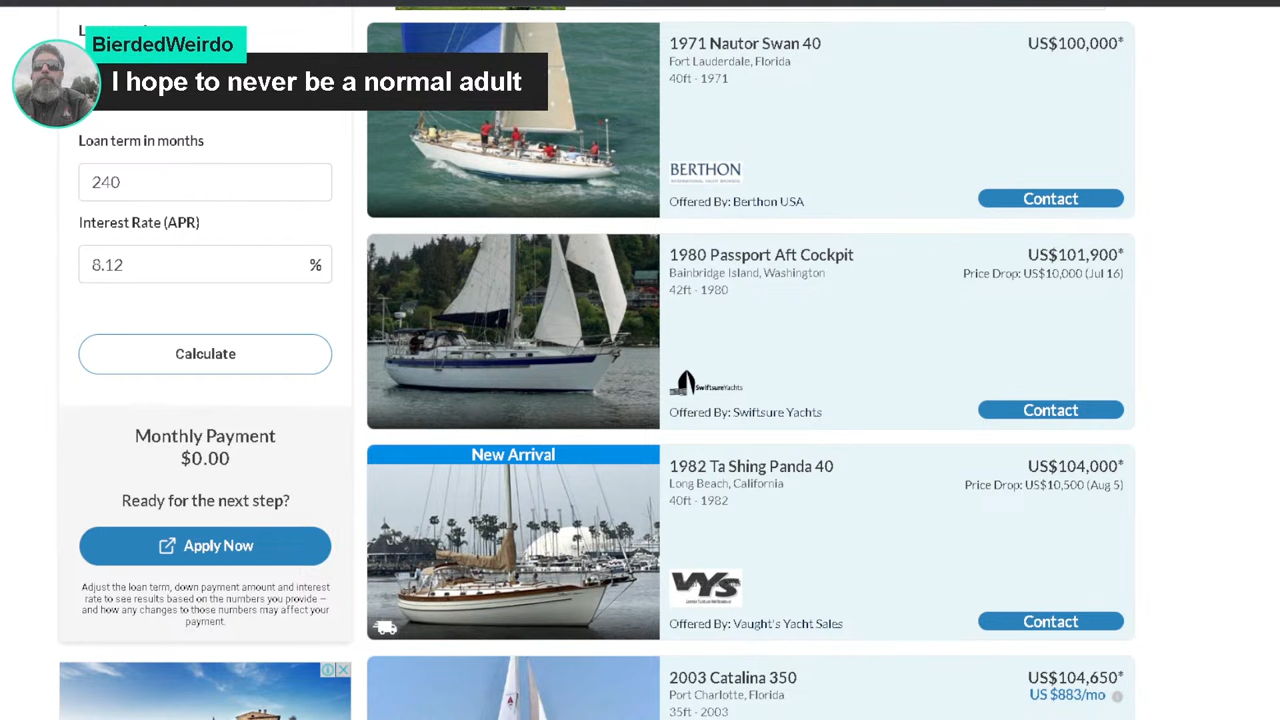 BierdedWeirdo
I hope to never be a normal adult
Loan term in months
240
Interest Rate (APR)
8.12 %
Calculate
Monthly Payment
$0.00
Ready for the next step?
Apply Now
Adjust the loan term, down payment amount and interest
rate to see results based on the numbers you provide –
and how any changes to those numbers may affect your
payment.
1971 Nautor Swan 40
US$100,000*
Fort Lauderdale, Florida
40ft - 1971
BERTHON
Offered By: Berthon USA
Contact
1980 Passport Aft Cockpit
US$101,900*
Bainbridge Island, Washington
Price Drop: US$10,000 (Jul 16)
42ft - 1980
SwiftsureYachts
Offered By: Swiftsure Yachts
Contact
New Arrival
1982 Ta Shing Panda 40
US$104,000*
Long Beach, California
Price Drop: US$10,500 (Aug 5)
40ft - 1982
VYS
Offered By: Vaught's Yacht Sales
Contact
2003 Catalina 350
US$104,650*
Port Charlotte, Florida
US $883/mo
35ft - 2003